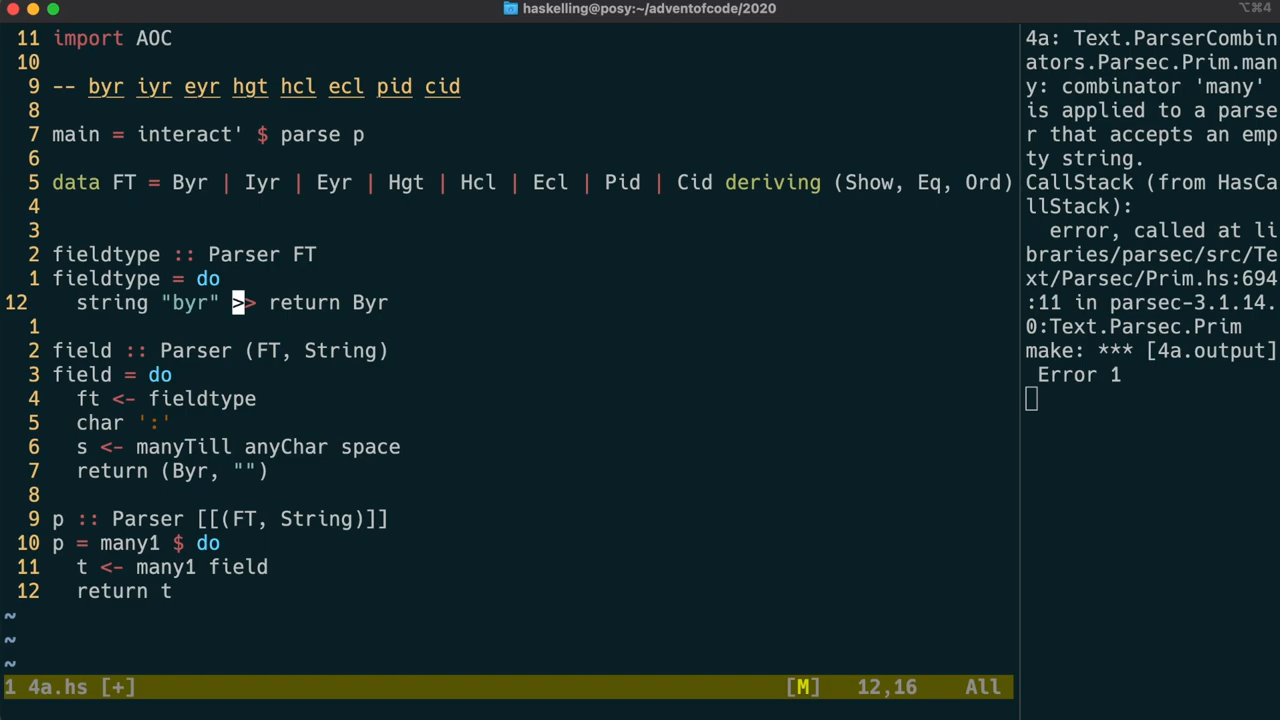 haskelling@posy:~/adventofcode/2020
⌥⌘4
11 import AOC
10
9 -- byr iyr eyr hgt hcl ecl pid cid
8
7 main = interact' $ parse p
6
5 data FT = Byr | Iyr | Eyr | Hgt | Hcl | Ecl | Pid | Cid deriving (Show, Eq, Ord)
4
3
2 fieldtype :: Parser FT
1 fieldtype = do
12 string "byr" >> return Byr
1
2 field :: Parser (FT, String)
3 field = do
4 ft <- fieldtype
5 char ':'
6 s <- manyTill anyChar space
7 return (Byr, "")
8
9 p :: Parser [[(FT, String)]]
10 p = many1 $ do
11 t <- many1 field
12 return t
~
~
~
1 4a.hs [+] [M] 12,16 All
4a: Text.ParserCombin
ators.Parsec.Prim.man
y: combinator 'many'
is applied to a parse
r that accepts an emp
ty string.
CallStack (from HasCa
llStack):
error, called at li
braries/parsec/src/Te
xt/Parsec/Prim.hs:694
:11 in parsec-3.1.14.
0:Text.Parsec.Prim
make: *** [4a.output]
Error 1